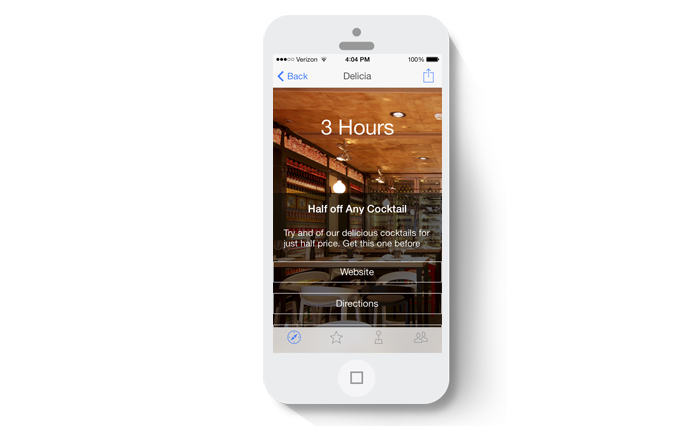 Verizon 4:04 PM 100%
Back Delicia
3 Hours
Half off Any Cocktail
Try and of our delicious cocktails for
just half price. Get this one before
Website
Directions